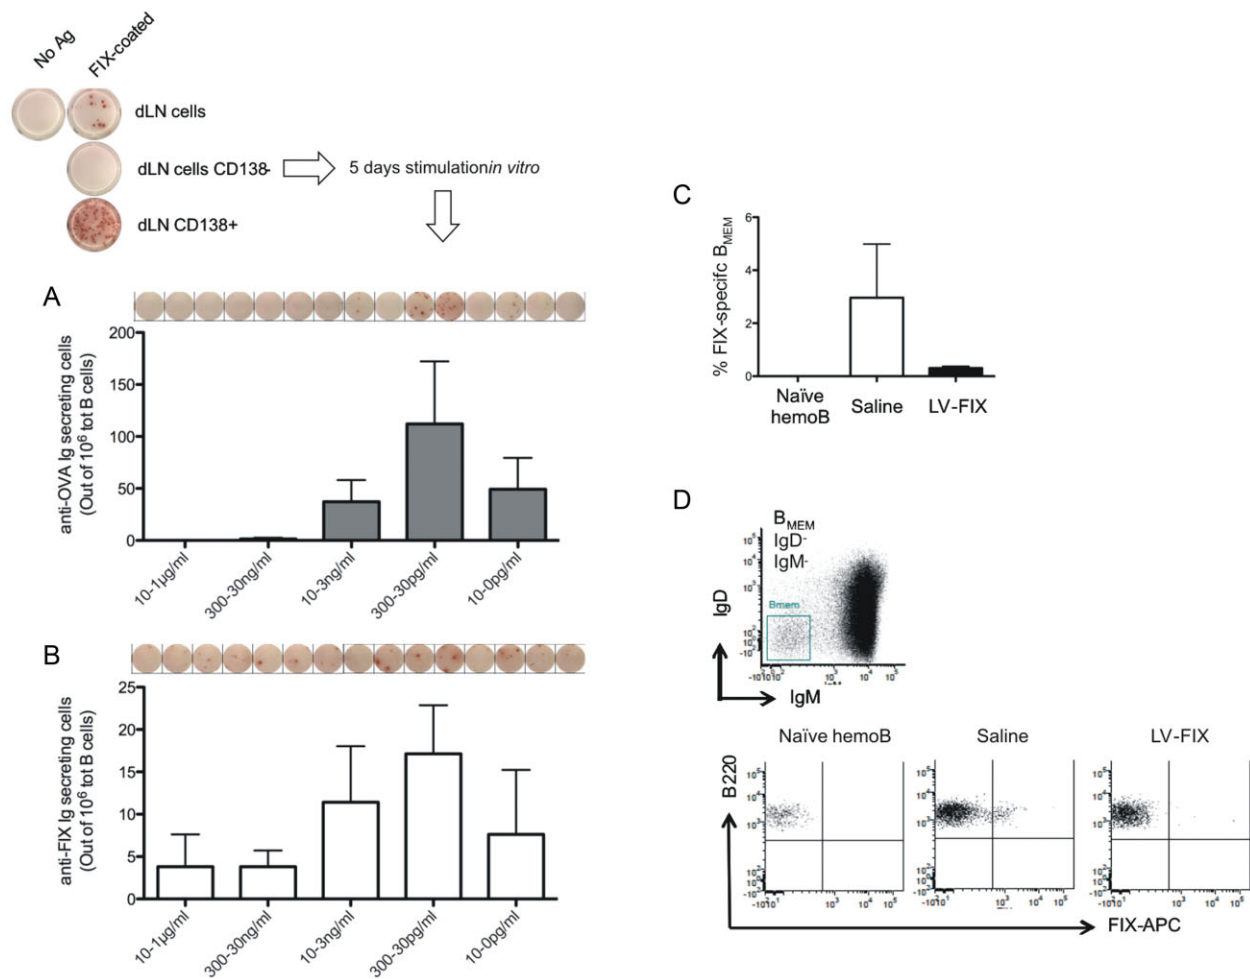 No Ag
FIX-coated
dLN cells
dLN cells CD138-
5 days stimulationin vitro
dLN CD138+
A
200
150
100
50
0
anti-OVA Ig secreting cells
(Out of 10⁶ tot B cells)
10-1µg/ml
300-30ng/ml
10-3ng/ml
300-30pg/ml
10-0pg/ml
B
25
20
15
10
5
0
anti-FIX Ig secreting cells
(Out of 10⁶ tot B cells)
10-1µg/ml
300-30ng/ml
10-3ng/ml
300-30pg/ml
10-0pg/ml
C
6
4
2
0
% FIX-specifc BMEM
Naïve hemoB
Saline
LV-FIX
D
BMEM
IgD-
IgM-
Bmem
IgD
IgM
Naïve hemoB
Saline
LV-FIX
B220
FIX-APC